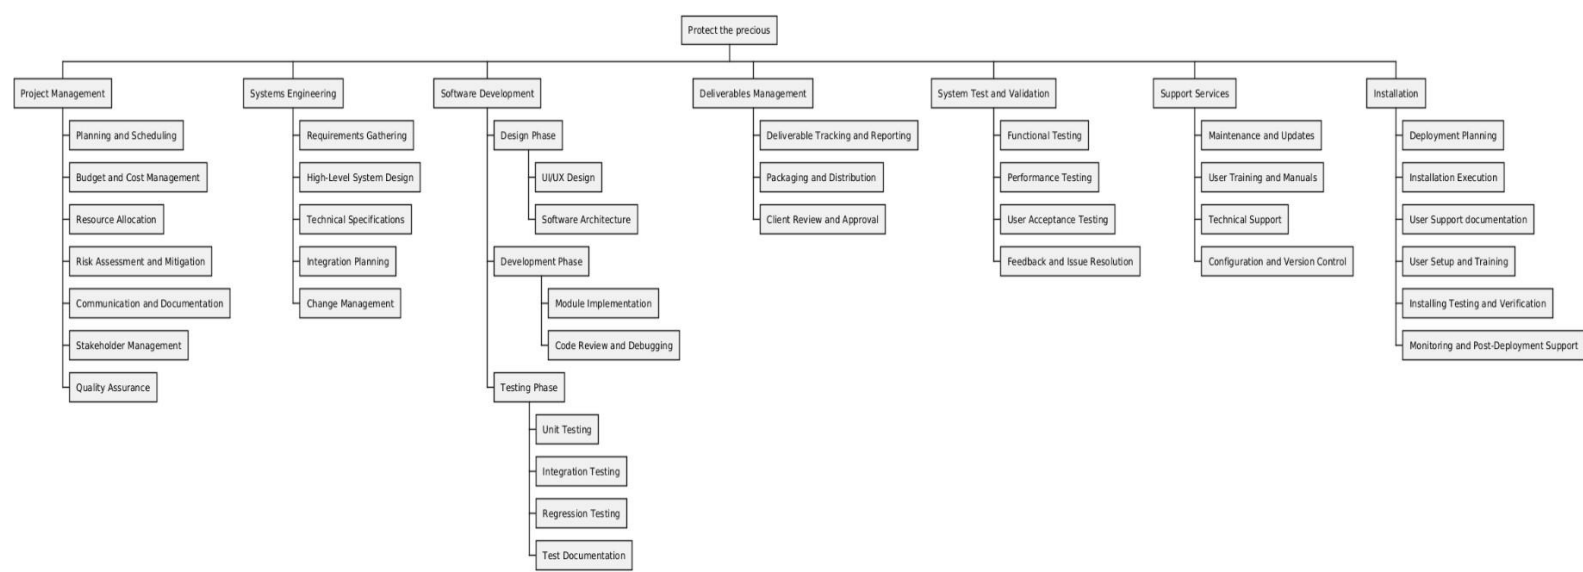 Protect the precious
Project Management
Planning and Scheduling
Budget and Cost Management
Resource Allocation
Risk Assessment and Mitigation
Communication and Documentation
Stakeholder Management
Quality Assurance
Systems Engineering
Requirements Gathering
High-Level System Design
Technical Specifications
Integration Planning
Change Management
Software Development
Design Phase
UI/UX Design
Software Architecture
Development Phase
Module Implementation
Code Review and Debugging
Testing Phase
Unit Testing
Integration Testing
Regression Testing
Test Documentation
Deliverables Management
Deliverable Tracking and Reporting
Packaging and Distribution
Client Review and Approval
System Test and Validation
Functional Testing
Performance Testing
User Acceptance Testing
Feedback and Issue Resolution
Support Services
Maintenance and Updates
User Training and Manuals
Technical Support
Configuration and Version Control
Installation
Deployment Planning
Installation Execution
User Support documentation
User Setup and Training
Installing Testing and Verification
Monitoring and Post-Deployment Support